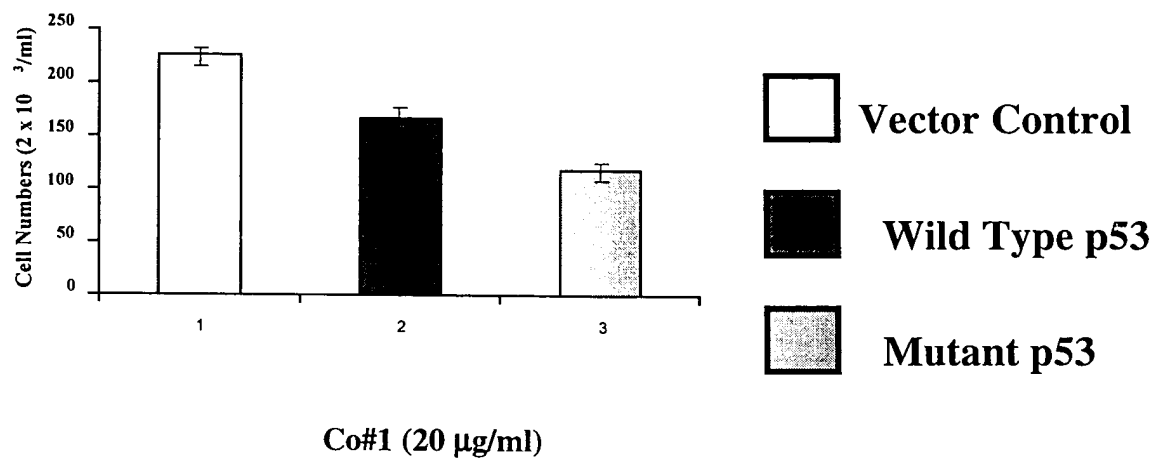 Cell Numbers (2 x 10 3/ml)
250
200
150
100
50
0
1
2
3
Co#1 (20 µg/ml)
Vector Control
Wild Type p53
Mutant p53